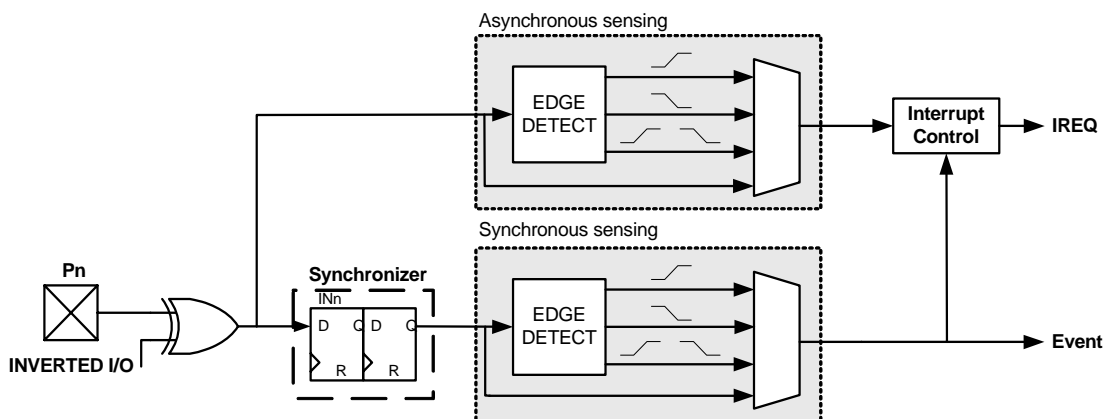 Asynchronous sensing
EDGE
DETECT
Interrupt
Control
IREQ
Synchronous sensing
Pn
Synchronizer
INn
D Q D Q
R R
EDGE
DETECT
INVERTED I/O
Event